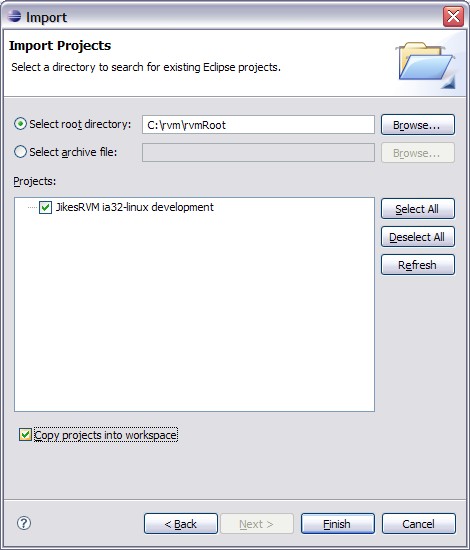 Import
Import Projects
Select a directory to search for existing Eclipse projects.
Select root directory: C:\rvm\rvmRoot Browse...
Select archive file: Browse...
Projects:
JikesRVM ia32-linux development
Select All
Deselect All
Refresh
Copy projects into workspace
? < Back Next > Finish Cancel